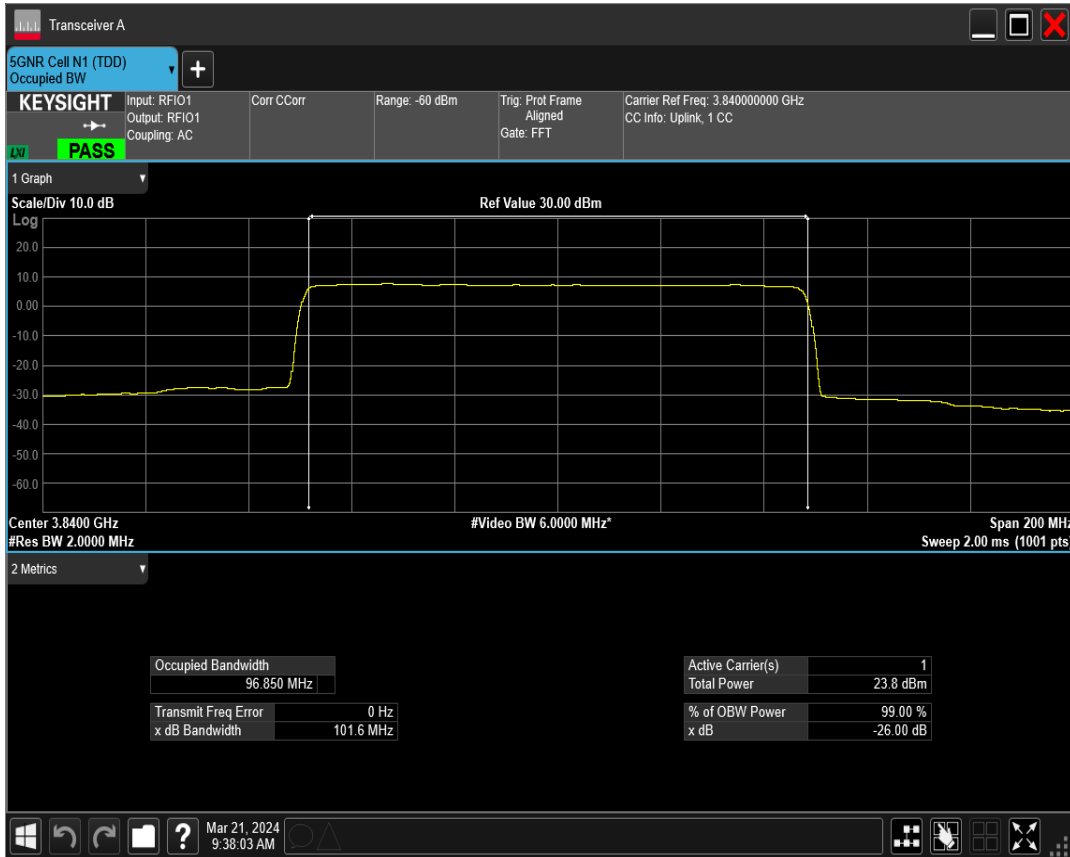 Transceiver A
5GNR Cell N1 (TDD)
Occupied BW
+
KEYSIGHT
LXI
PASS
Input: RFIO1
Output: RFIO1
Coupling: AC
Corr CCorr
Range: -60 dBm
Trig: Prot Frame
Aligned
Gate: FFT
Carrier Ref Freq: 3.840000000 GHz
CC Info: Uplink, 1 CC
1 Graph
Scale/Div 10.0 dB
Ref Value 30.00 dBm
Log
20.0
10.0
0.00
-10.0
-20.0
-30.0
-40.0
-50.0
-60.0
Center 3.8400 GHz
#Video BW 6.0000 MHz*
Span 200 MHz
#Res BW 2.0000 MHz
Sweep 2.00 ms (1001 pts)
2 Metrics
Occupied Bandwidth
96.850 MHz
Transmit Freq Error 0 Hz
x dB Bandwidth 101.6 MHz
Active Carrier(s) 1
Total Power 23.8 dBm
% of OBW Power 99.00 %
x dB -26.00 dB
?
Mar 21, 2024
9:38:03 AM